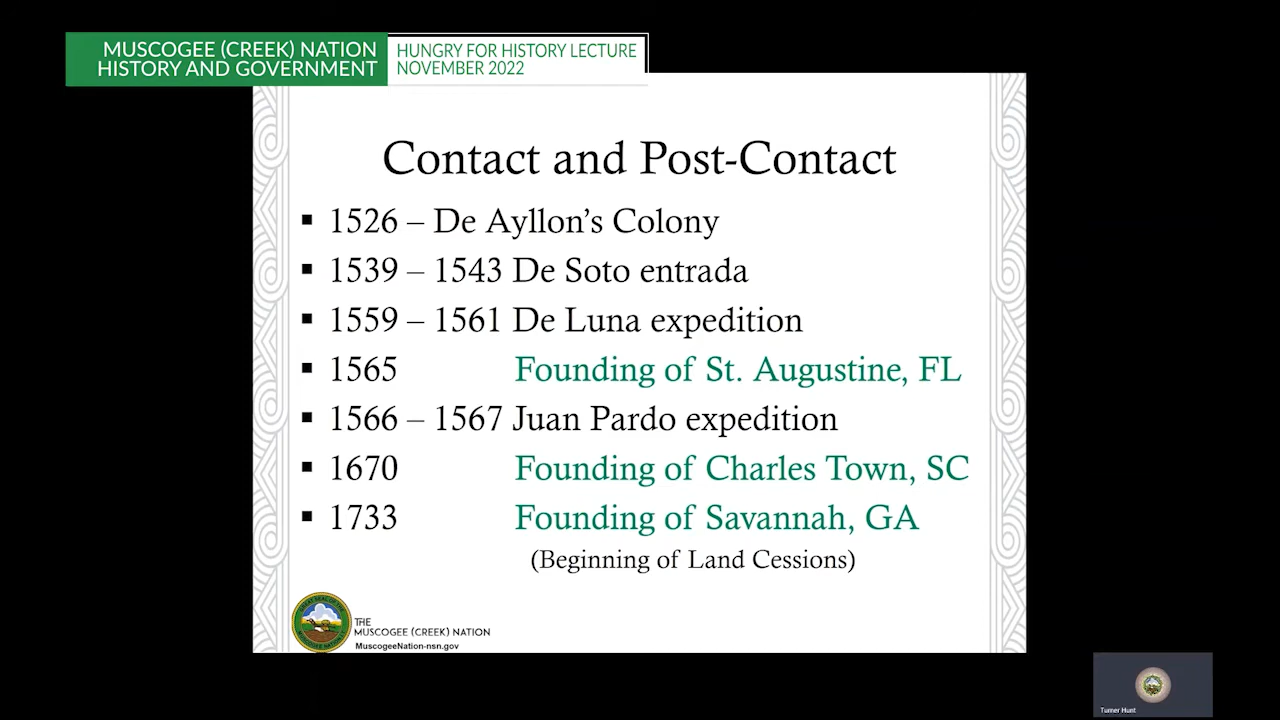 MUSCOGEE (CREEK) NATION
HISTORY AND GOVERNMENT
HUNGRY FOR HISTORY LECTURE
NOVEMBER 2022
Contact and Post-Contact
▪ 1526 – De Ayllon’s Colony
▪ 1539 – 1543 De Soto entrada
▪ 1559 – 1561 De Luna expedition
▪ 1565 Founding of St. Augustine, FL
▪ 1566 – 1567 Juan Pardo expedition
▪ 1670 Founding of Charles Town, SC
▪ 1733 Founding of Savannah, GA
(Beginning of Land Cessions)
THE
MUSCOGEE (CREEK) NATION
MuscogeeNation-nsn.gov
Turner Hunt